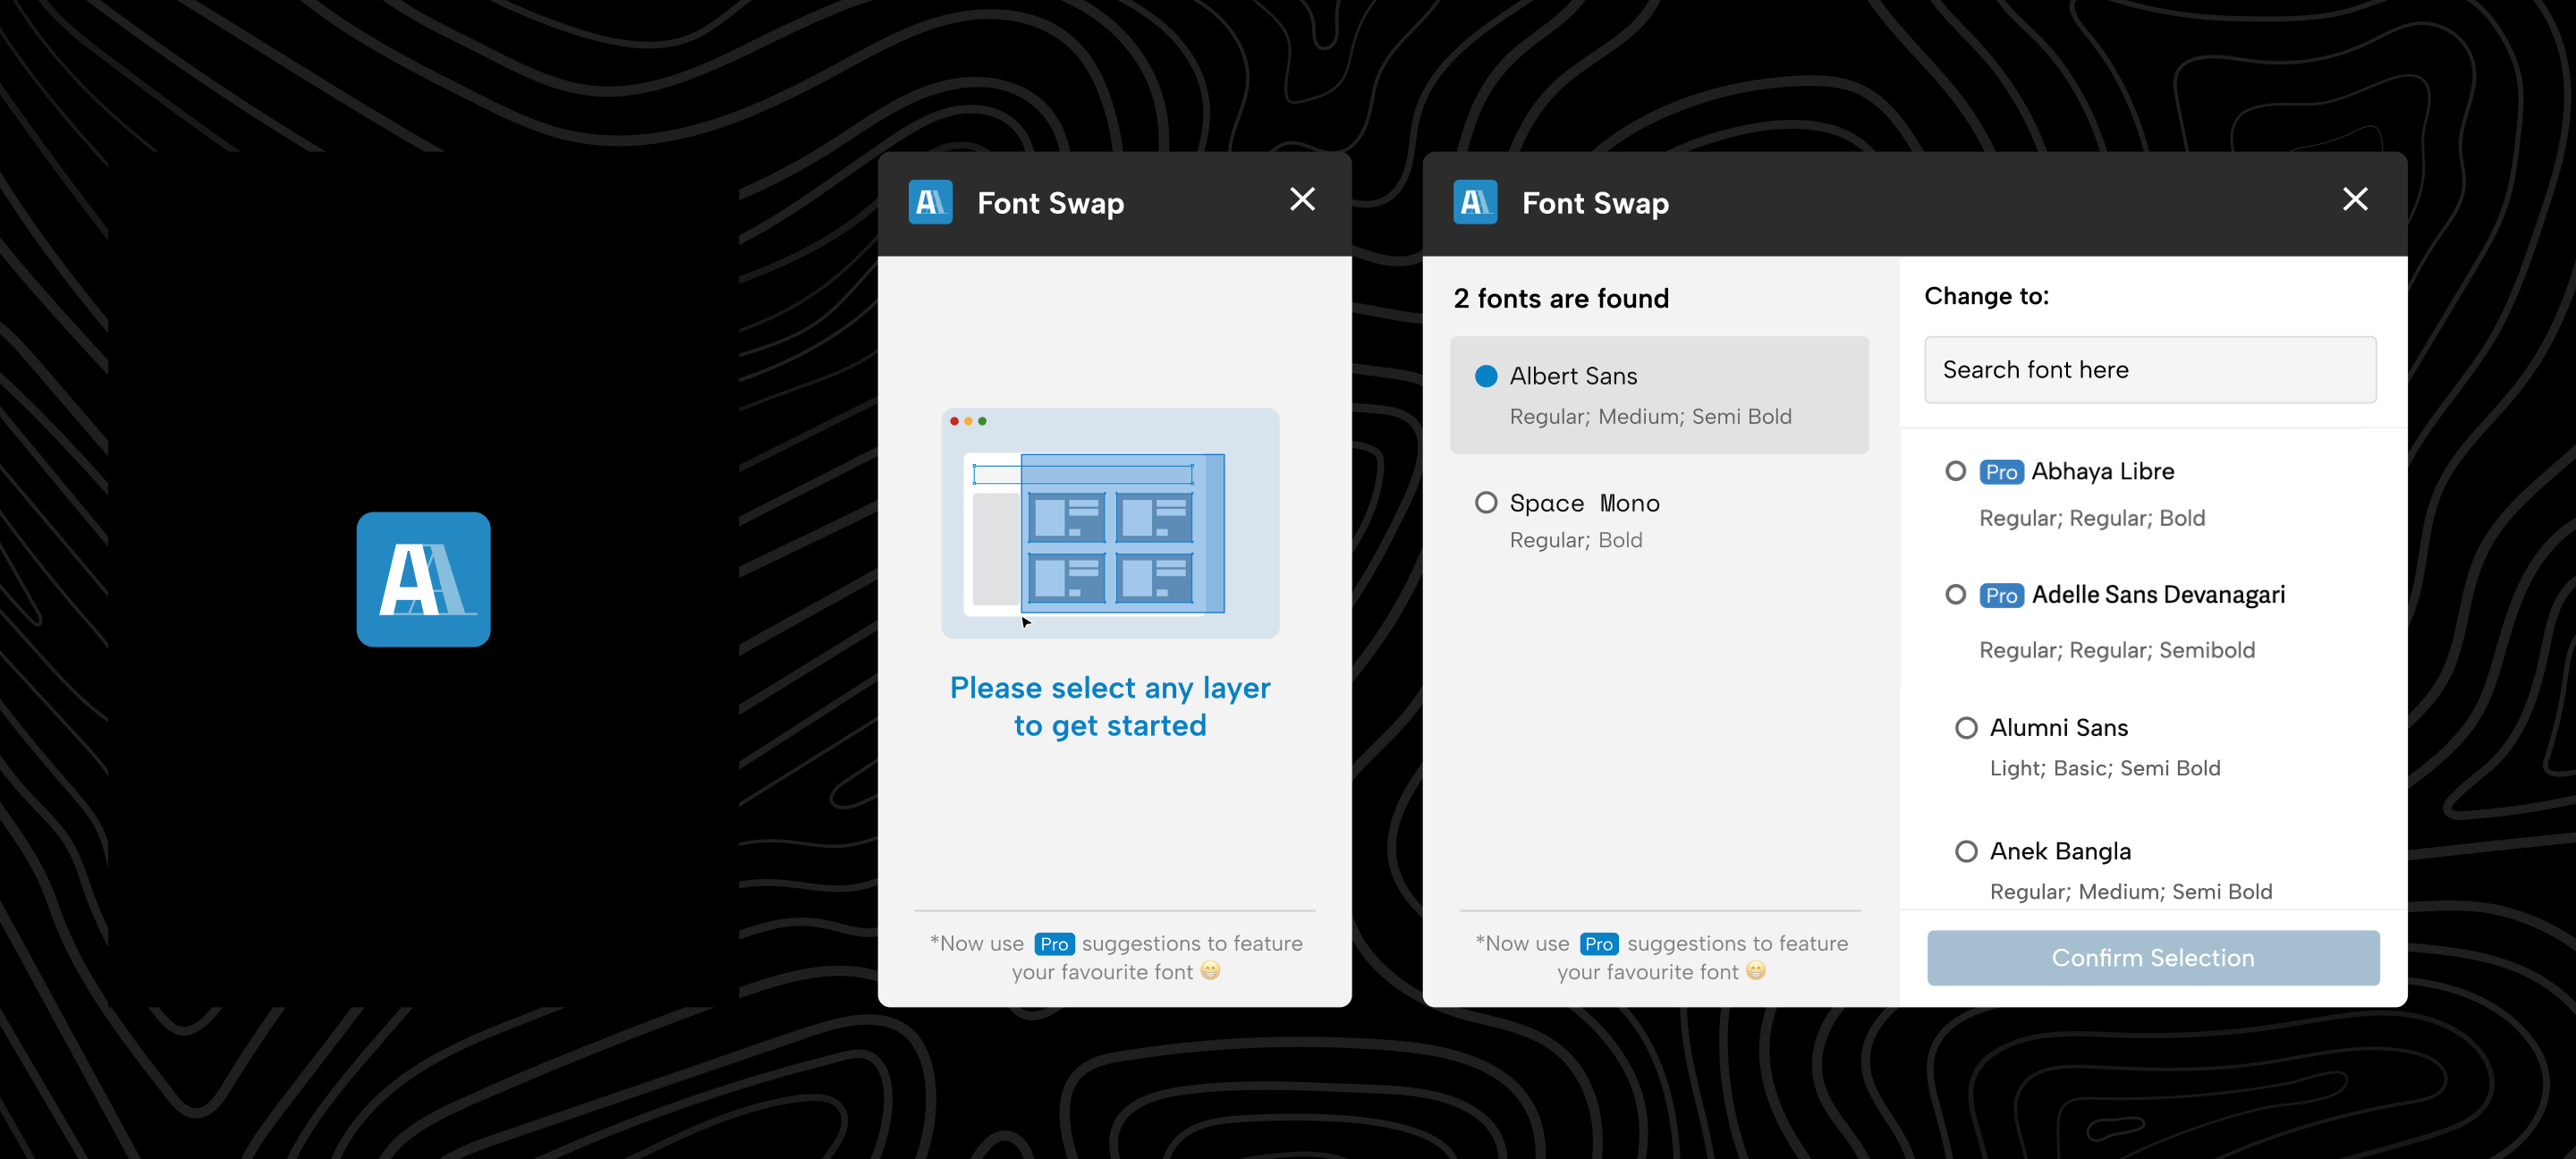 Font Swap
Please select any layer
to get started
*Now use Pro suggestions to feature
your favourite font 😁
Font Swap
2 fonts are found
Albert Sans
Regular; Medium; Semi Bold
Space Mono
Regular; Bold
*Now use Pro suggestions to feature
your favourite font 😁
Change to:
Search font here
Pro Abhaya Libre
Regular; Regular; Bold
Pro Adelle Sans Devanagari
Regular; Regular; Semibold
Alumni Sans
Light; Basic; Semi Bold
Anek Bangla
Regular; Medium; Semi Bold
Confirm Selection